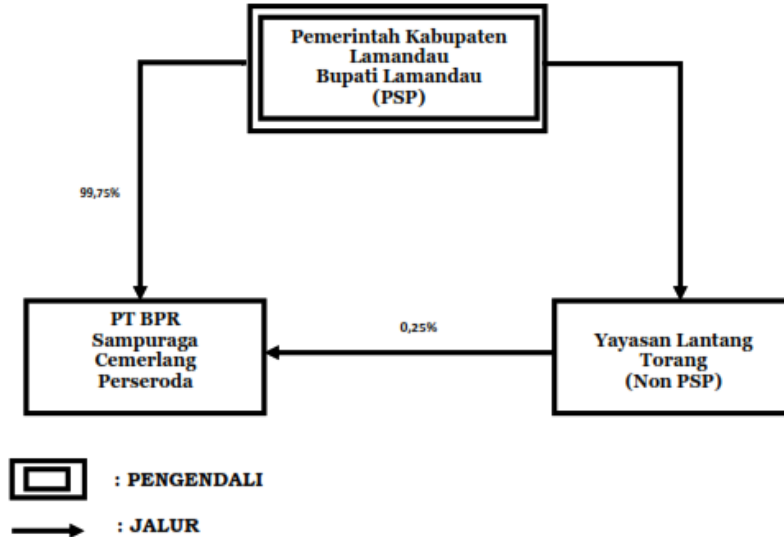 Pemerintah Kabupaten
Lamandau
Bupati Lamandau
(PSP)
99,75%
PT BPR
Sampuraga
Cemerlang
Perseroda
0,25%
Yayasan Lantang
Torang
(Non PSP)
: PENGENDALI
: JALUR